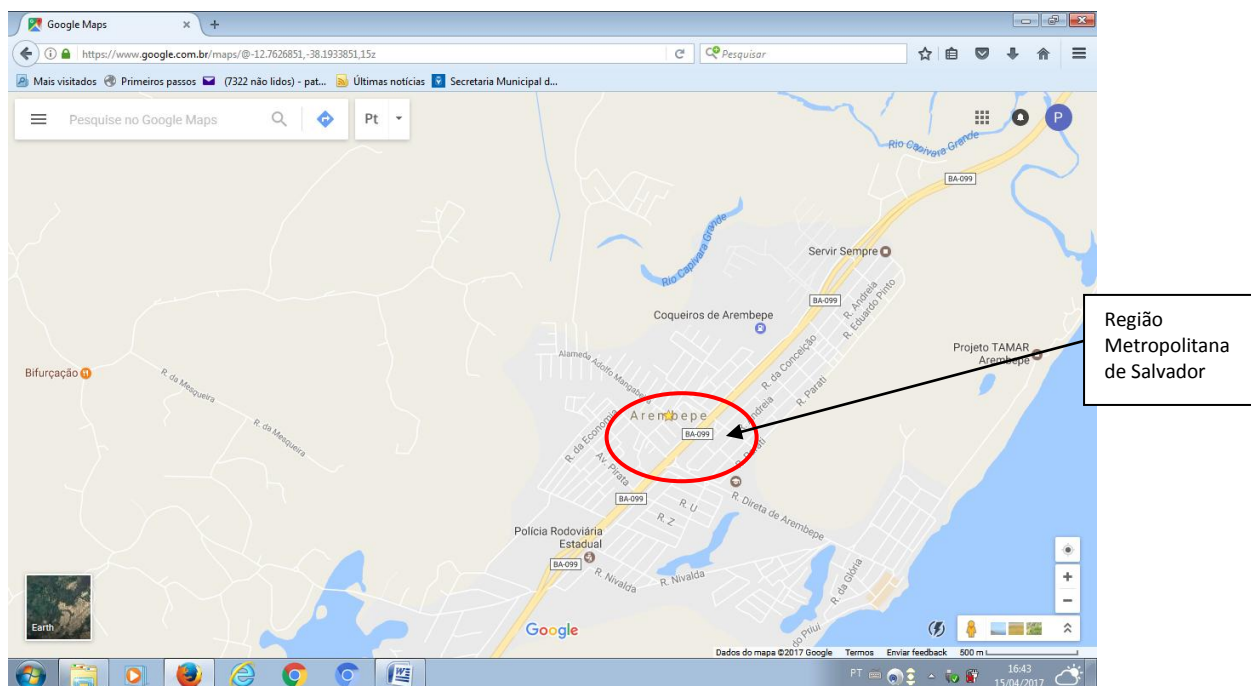 Google Maps
https://www.google.com.br/maps/@-12.7626851,-38.1933851,15z
Pesquisar
Mais visitados
Primeiros passos
(7322 não lidos) - pat...
Últimas notícias
Secretaria Municipal d...
Pesquise no Google Maps
Pt
P
Rio Capivara Grande
BA-099
Rio Capivara Grande
Servir Sempre
BA-099
R. Andreia
R. Eduardo Pinto
Coqueiros de Arembepe
Região
Metropolitana
de Salvador
Projeto TAMAR
Arembepe
Alameda Adolfo Mangabeira
R. da Conceição
Bifurcação
R. da Mesqueira
R. da Mesqueira
R. Parati
R. Andreia
Arembepe
BA-099
R. da Economia
R. Parati
Av. Pirata
BA-099
R. U
R. Z
R. Direta de Arembepe
Polícia Rodoviária
Estadual
BA-099
R. Nivalda
R. Nivalda
R. da Glória
Earth
Google
Dados do mapa ©2017 Google
Termos
Enviar feedback
500 m
PT
16:43
15/04/2017